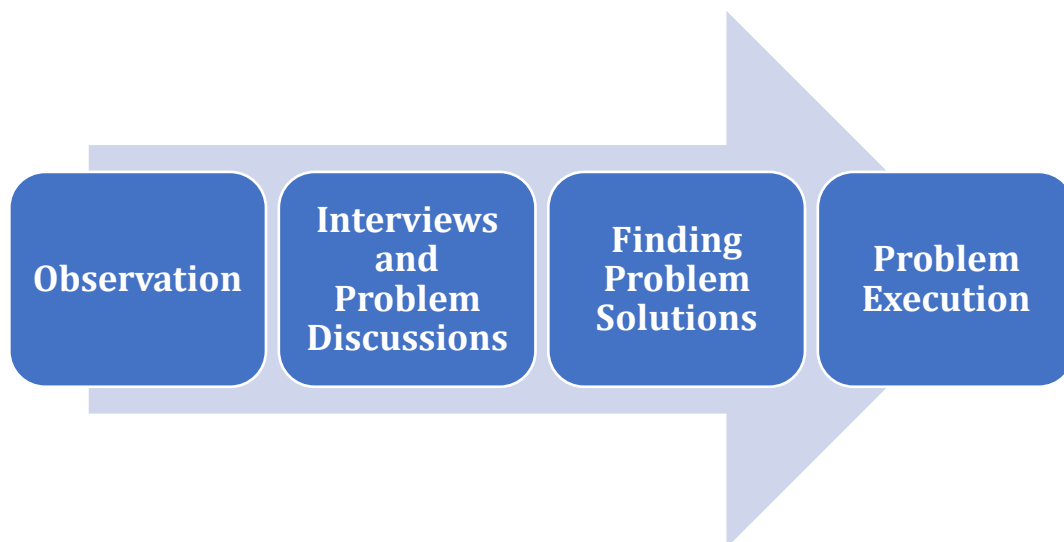 Observation
Interviews
and
Problem
Discussions
Finding
Problem
Solutions
Problem
Execution